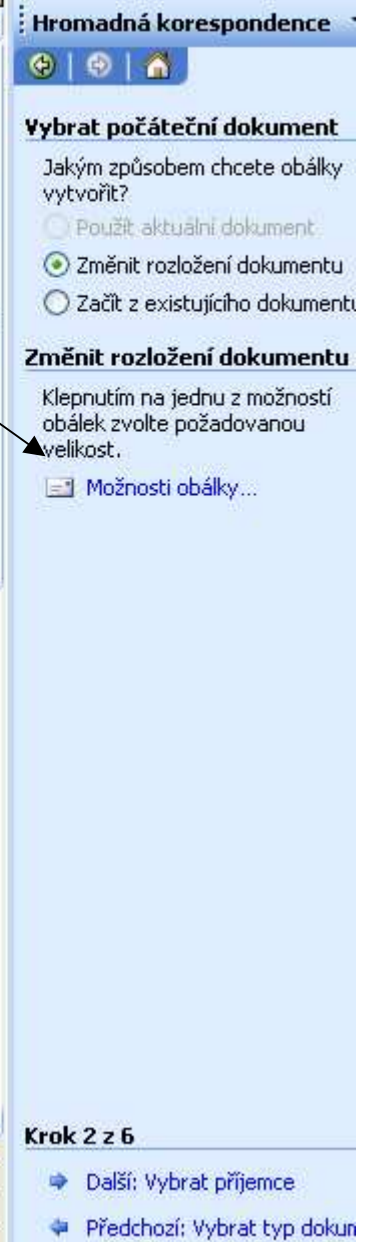 Hromadná korespondence
Vybrat počáteční dokument
Jakým způsobem chcete obálky
vytvořit?
Použít aktuální dokument
Změnit rozložení dokumentu
Začít z existujícího dokumentu
Změnit rozložení dokumentu
Klepnutím na jednu z možností
obálek zvolte požadovanou
velikost.
Možnosti obálky...
Krok 2 z 6
Další: Vybrat příjemce
Předchozí: Vybrat typ dokum